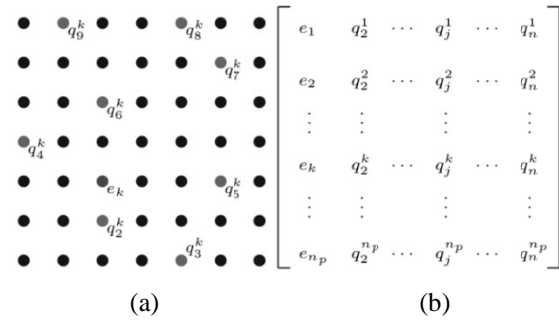 q_9^k q_8^k
q_7^k
q_6^k
q_4^k
e_k q_5^k
q_2^k
q_3^k
e_1 q_2^1 ⋯ q_j^1 ⋯ q_n^1
e_2 q_2^2 q_j^2 q_n^2
⋮ ⋮ ⋮ ⋮
e_k q_2^k ⋯ q_j^k ⋯ q_n^k
⋮ ⋮ ⋮ ⋮
e_{n_p} q_2^{n_p} ⋯ q_j^{n_p} ⋯ q_n^{n_p}
(a) (b)